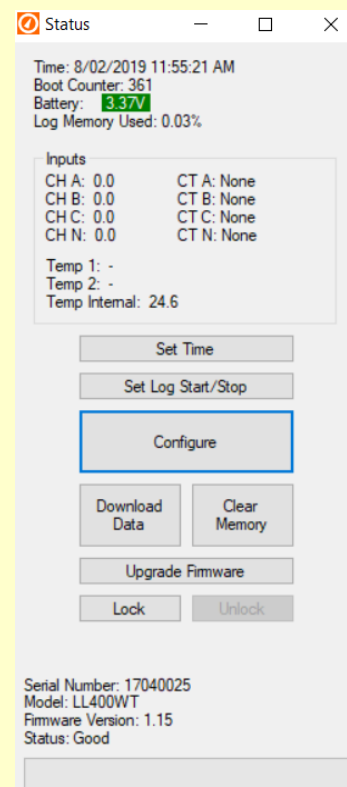 Status
Time: 8/02/2019 11:55:21 AM
Boot Counter: 361
Battery: 3.37V
Log Memory Used: 0.03%
Inputs
CH A: 0.0 CT A: None
CH B: 0.0 CT B: None
CH C: 0.0 CT C: None
CH N: 0.0 CT N: None
Temp 1: -
Temp 2: -
Temp Internal: 24.6
Set Time
Set Log Start/Stop
Configure
Download Data
Clear Memory
Upgrade Firmware
Lock Unlock
Serial Number: 17040025
Model: LL400WT
Firmware Version: 1.15
Status: Good